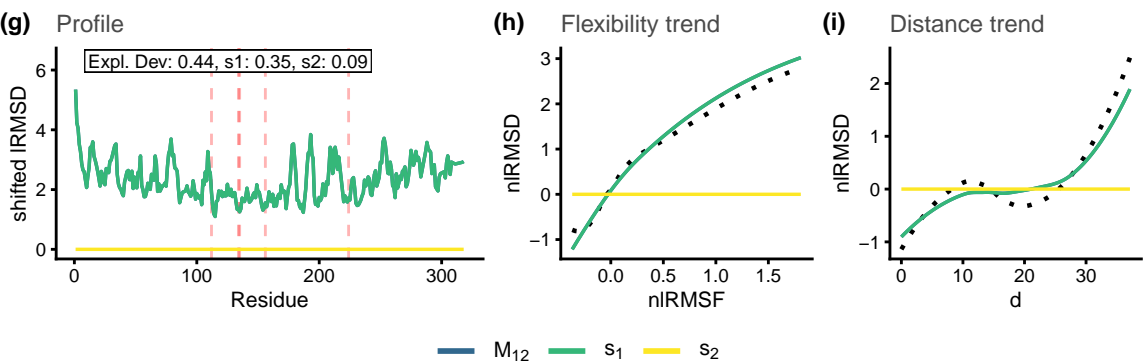 (g) Profile
Expl. Dev: 0.44, s1: 0.35, s2: 0.09
shifted lRMSD
6
4
2
0
0 100 200 300
Residue
(h) Flexibility trend
nlRMSD
3
2
1
0
−1
0.0 0.5 1.0 1.5
nlRMSF
(i) Distance trend
nlRMSD
2
1
0
−1
0 10 20 30
d
M12 s1 s2